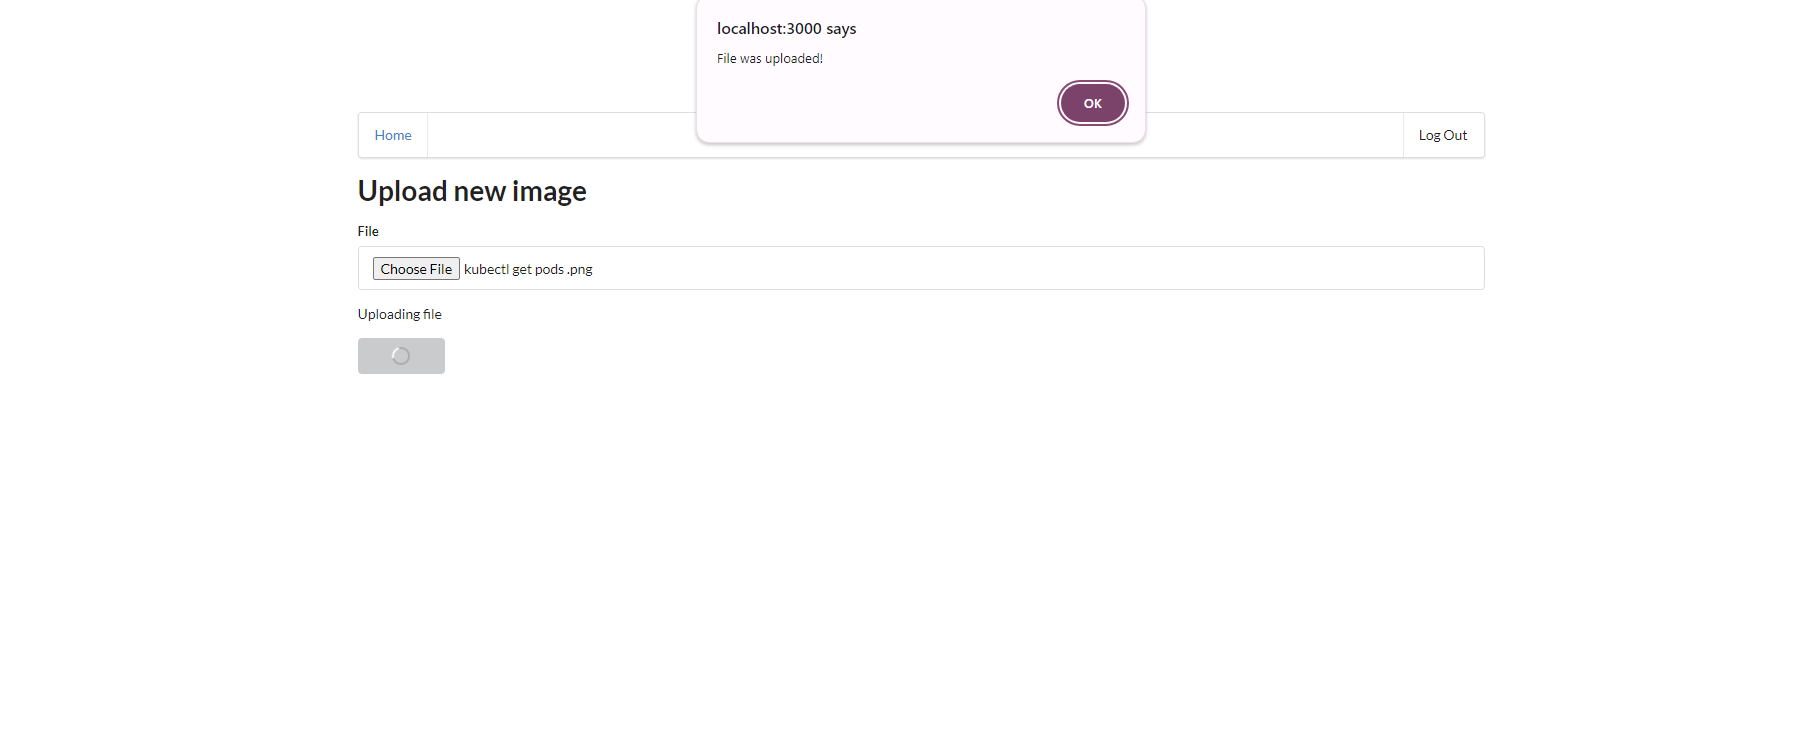 localhost:3000 says
File was uploaded!
OK
Home
Log Out
Upload new image
File
Choose File kubectl get pods .png
Uploading file